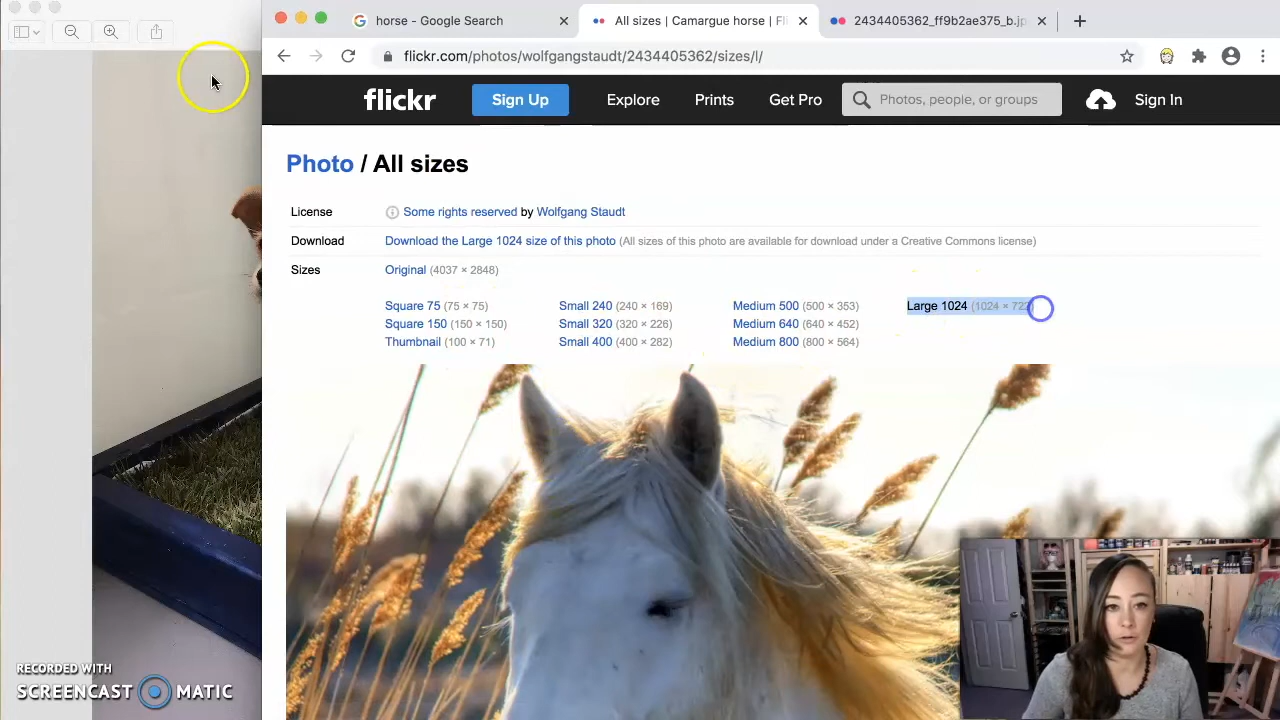 horse - Google Search
All sizes | Camargue horse | Fli
2434405362_ff9b2ae375_b.jp
flickr.com/photos/wolfgangstaudt/2434405362/sizes/l/
flickr
Sign Up
Explore
Prints
Get Pro
Photos, people, or groups
Sign In
Photo / All sizes
License
Some rights reserved by Wolfgang Staudt
Download
Download the Large 1024 size of this photo (All sizes of this photo are available for download under a Creative Commons license)
Sizes
Original (4037 × 2848)
Square 75 (75 × 75)
Small 240 (240 × 169)
Medium 500 (500 × 353)
Large 1024 (1024 × 722)
Square 150 (150 × 150)
Small 320 (320 × 226)
Medium 640 (640 × 452)
Thumbnail (100 × 71)
Small 400 (400 × 282)
Medium 800 (800 × 564)
RECORDED WITH
SCREENCAST MATIC